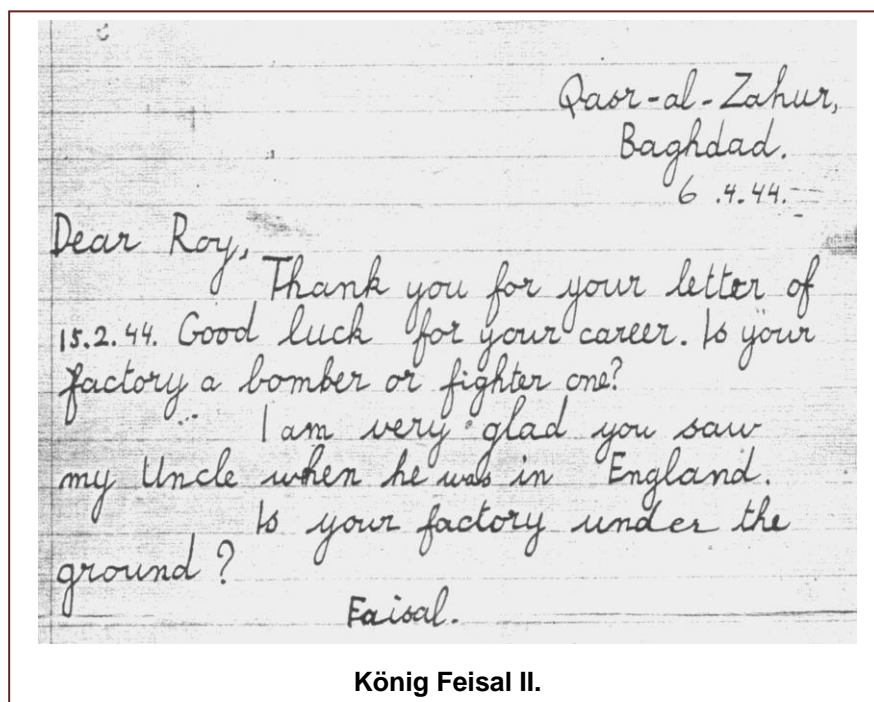 Qasr-al-Zahur,
Baghdad.
6 .4.44.
Dear Roy,
Thank you for your letter of
15.2.44. Good luck for your career. Is your
factory a bomber or fighter one?
I am very glad you saw
my Uncle when he was in England.
Is your factory under the
ground ?
Faisal.
König Feisal II.